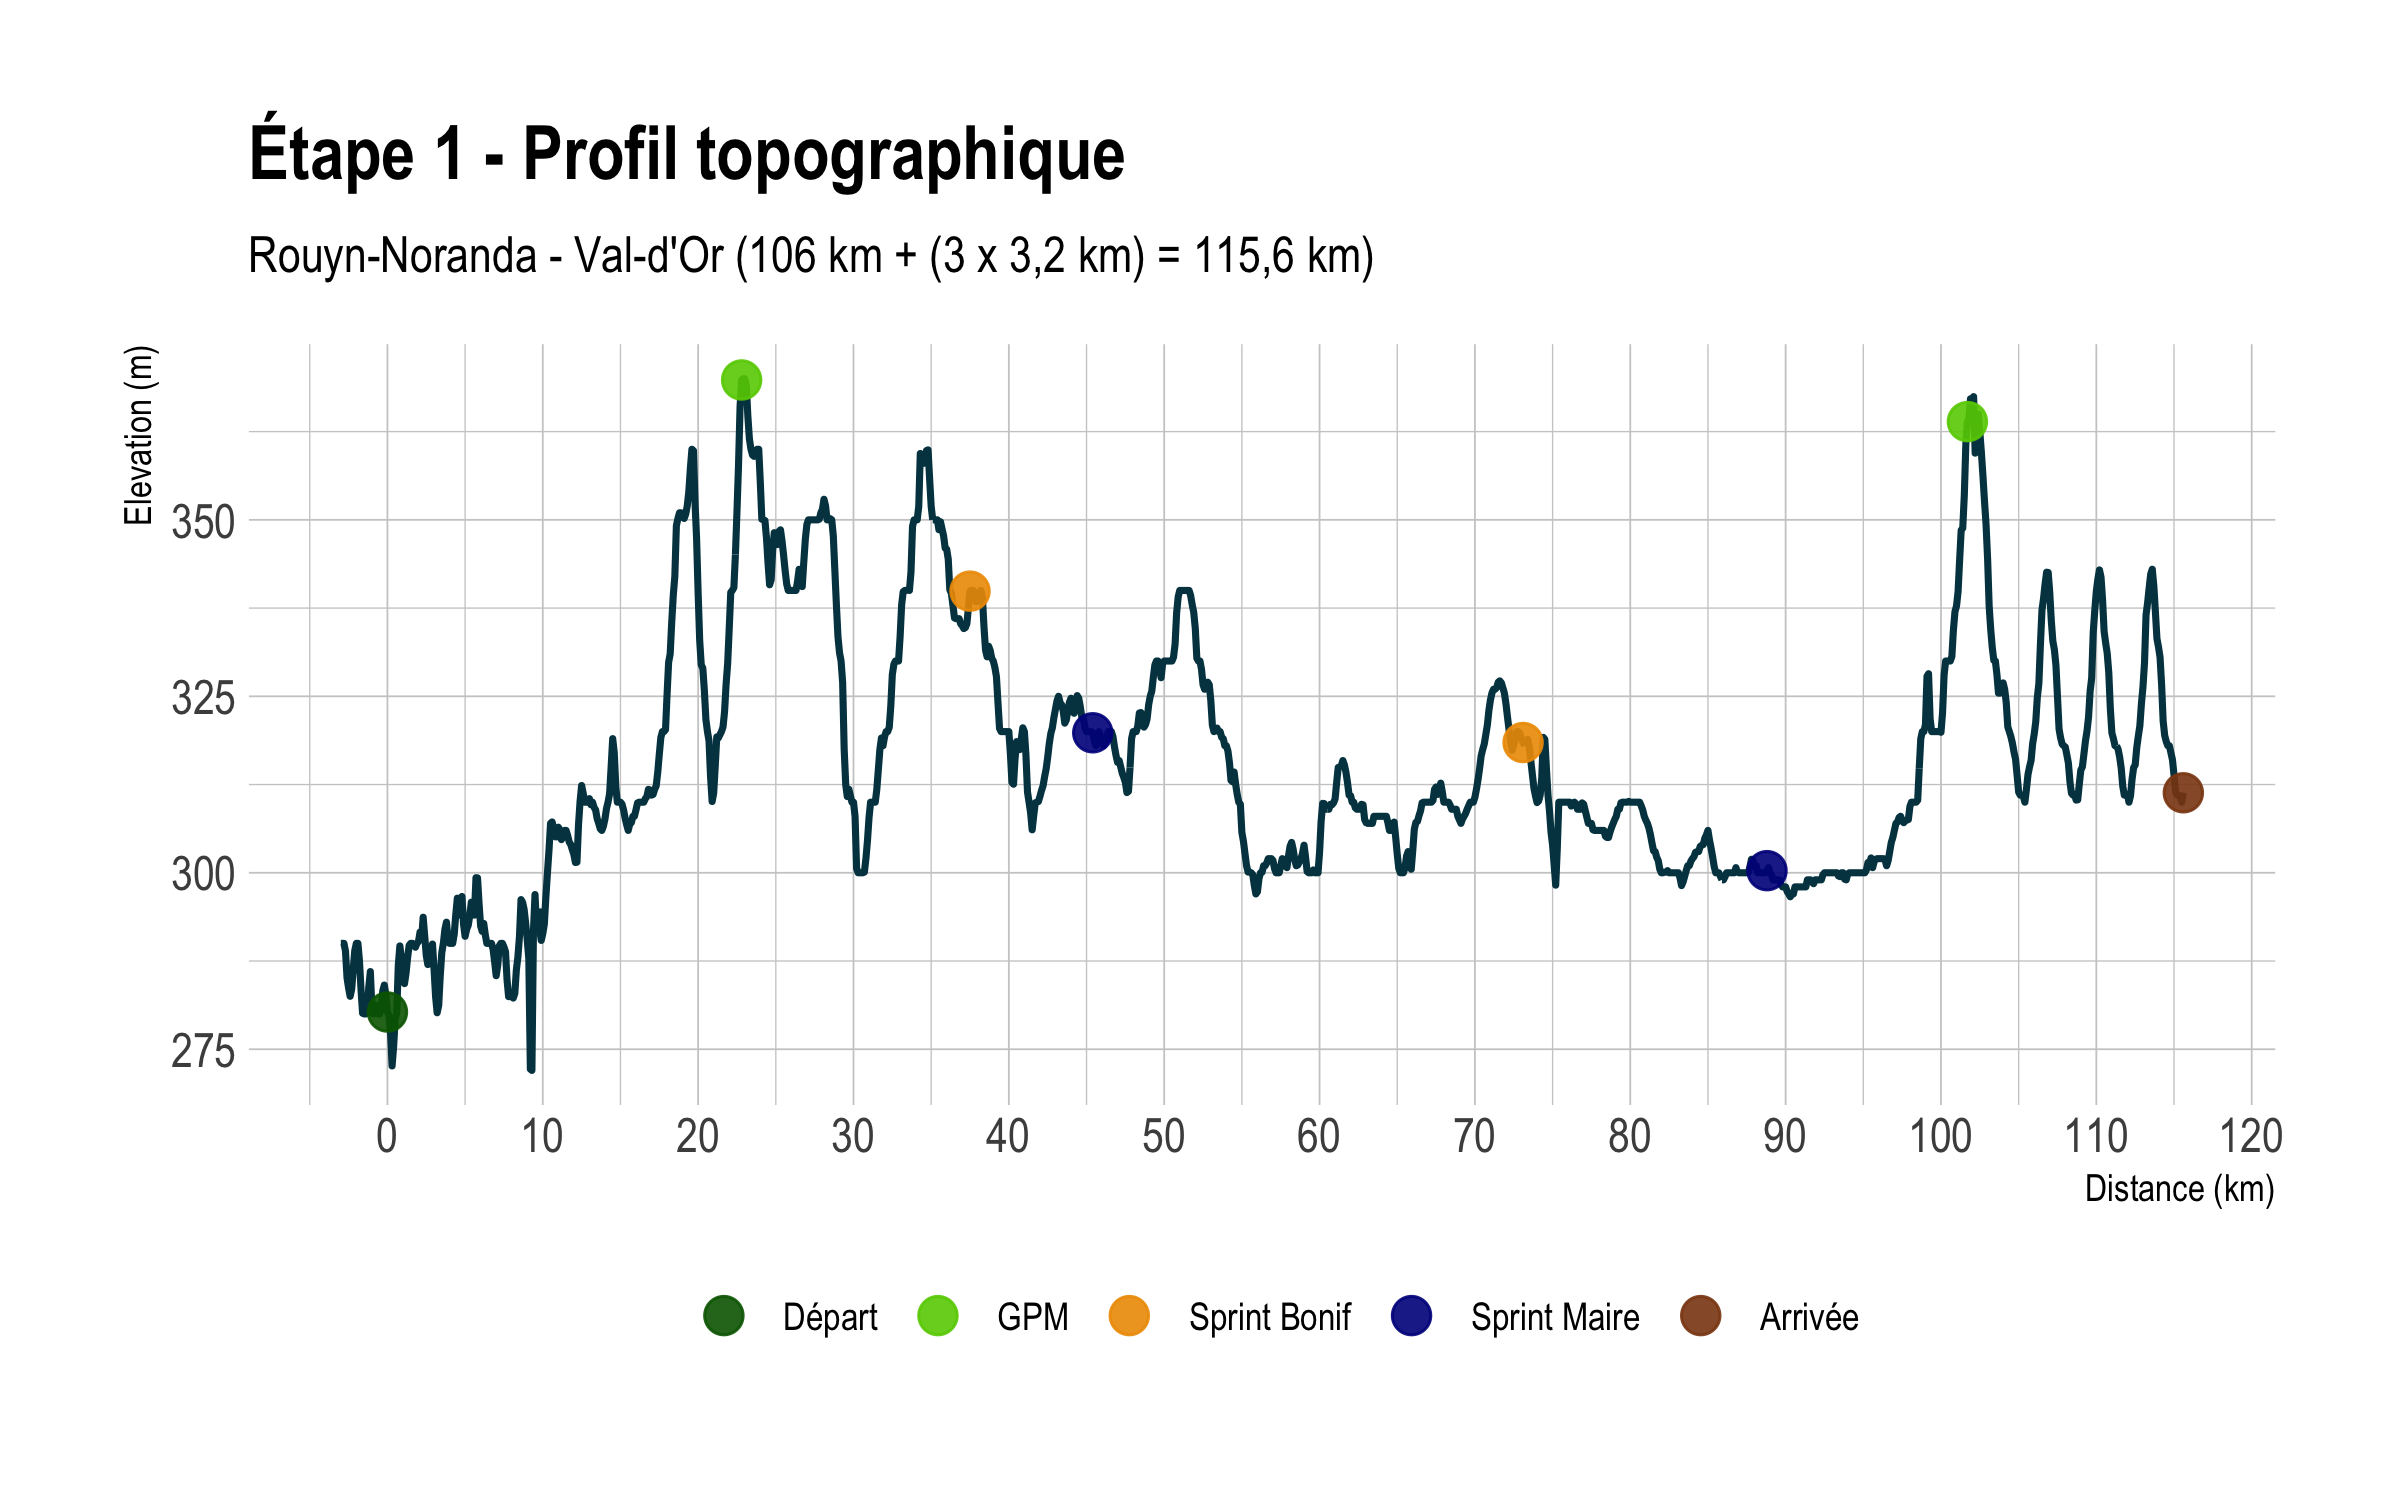 Étape 1 - Profil topographique
Rouyn-Noranda - Val-d'Or (106 km + (3 x 3,2 km) = 115,6 km)
Elevation (m)
350
325
300
275
0 10 20 30 40 50 60 70 80 90 100 110 120
Distance (km)
Départ GPM Sprint Bonif Sprint Maire Arrivée